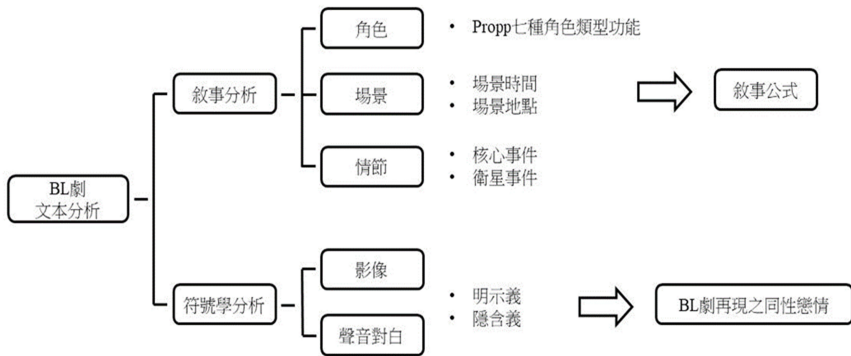 BL劇
文本分析
敘事分析
角色
• Propp七種角色類型功能
場景
• 場景時間
• 場景地點
情節
• 核心事件
• 衛星事件
敘事公式
符號學分析
影像
聲音對白
• 明示義
• 隱含義
BL劇再現之同性戀情